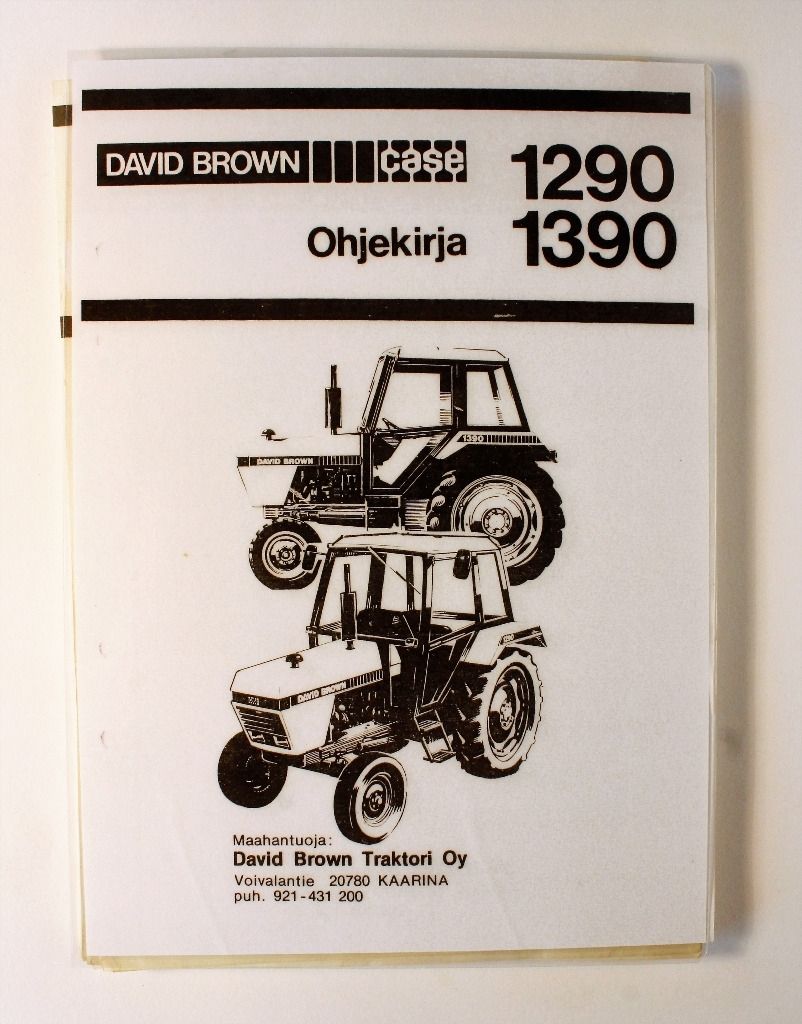 DAVID BROWN case 1290
Ohjekirja 1390
1390
DAVID BROWN
1290
DAVID BROWN
Maahantuoja:
David Brown Traktori Oy
Voivalantie 20780 KAARINA
puh. 921-431 200